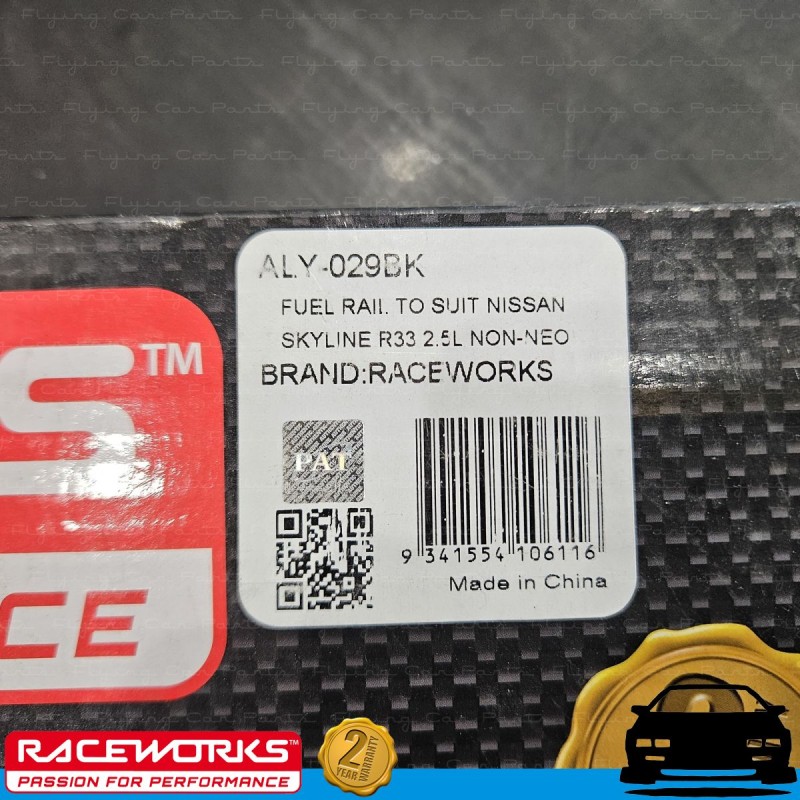 Flying Car Parts
ALY-029BK
FUEL RAIL TO SUIT NISSAN
SKYLINE R33 2.5L NON-NEO
BRAND:RACEWORKS
PAT
9 341554 106116
Made in China
S™
CE
RACEWORKS™
PASSION FOR PERFORMANCE
2
YEAR WARRANTY